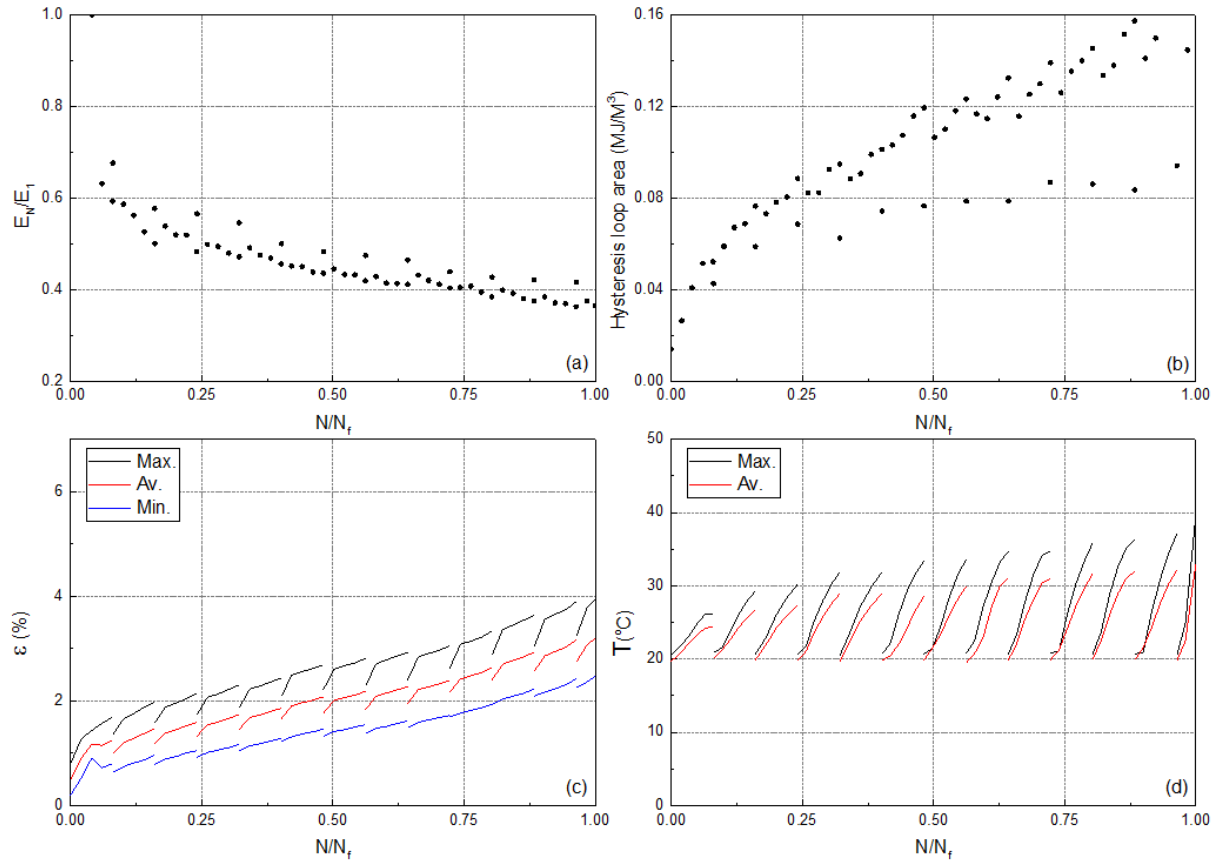 1.0
0.8
0.6
0.4
0.2
E_N/E_1
0.00 0.25 0.50 0.75 1.00
N/N_f
(a)
0.16
0.12
0.08
0.04
0.00
Hysteresis loop area (MJ/M³)
0.00 0.25 0.50 0.75 1.00
N/N_f
(b)
6
4
2
0
ε (%)
Max.
Av.
Min.
0.00 0.25 0.50 0.75 1.00
N/N_f
(c)
50
40
30
20
10
0
T(ºC)
Max.
Av.
0.00 0.25 0.50 0.75 1.00
N/N_f
(d)